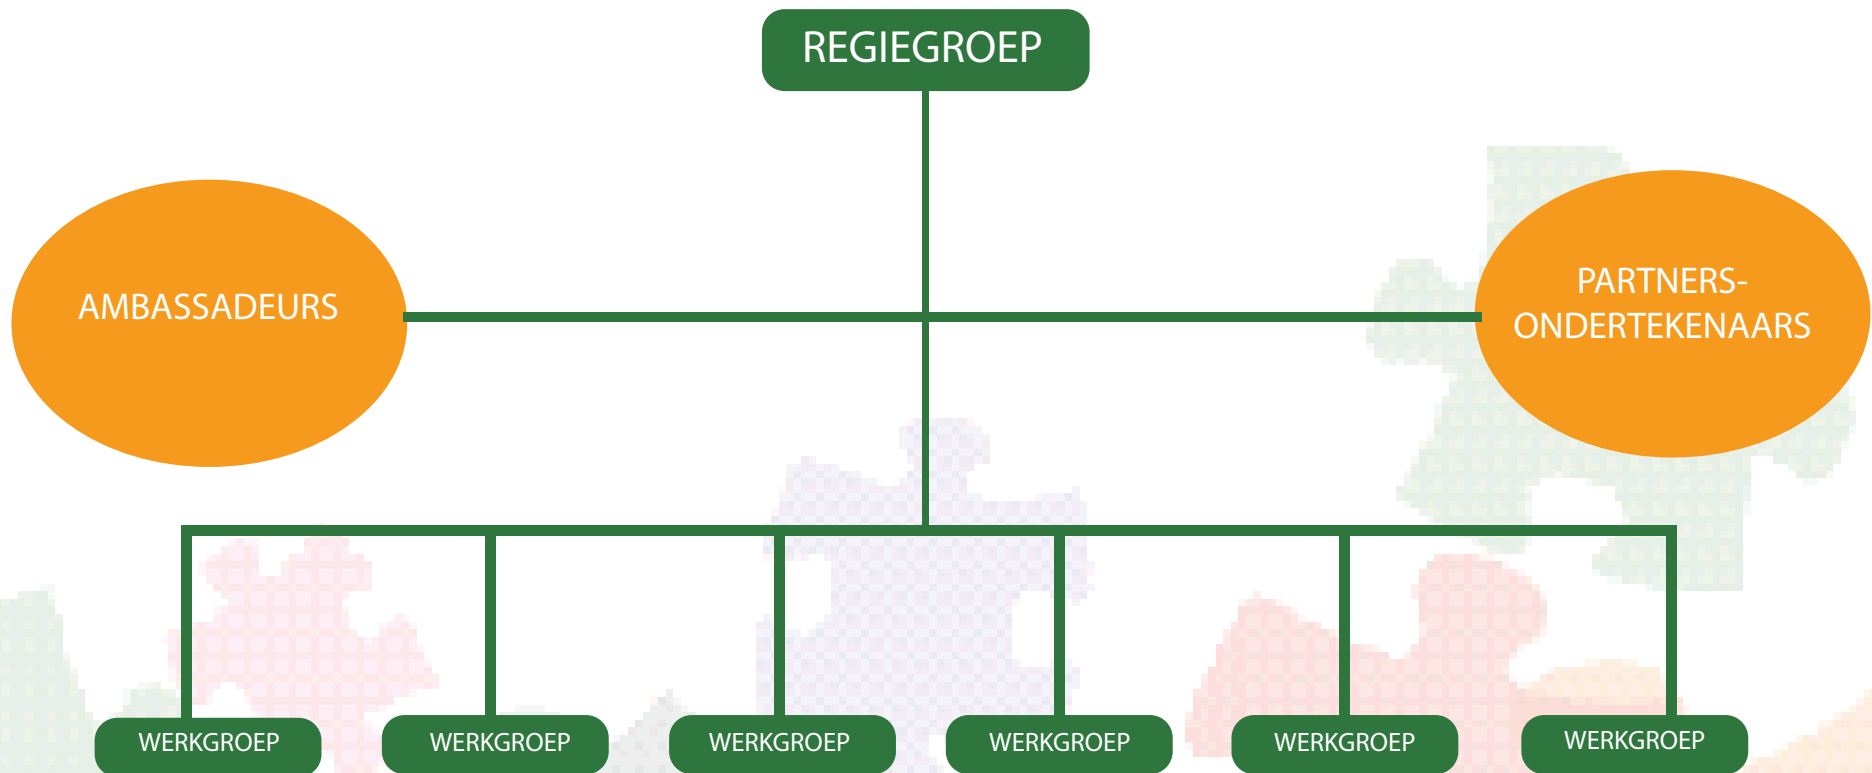 REGIEGROEP
AMBASSADEURS
PARTNERS-
ONDERTEKENAARS
WERKGROEP
WERKGROEP
WERKGROEP
WERKGROEP
WERKGROEP
WERKGROEP